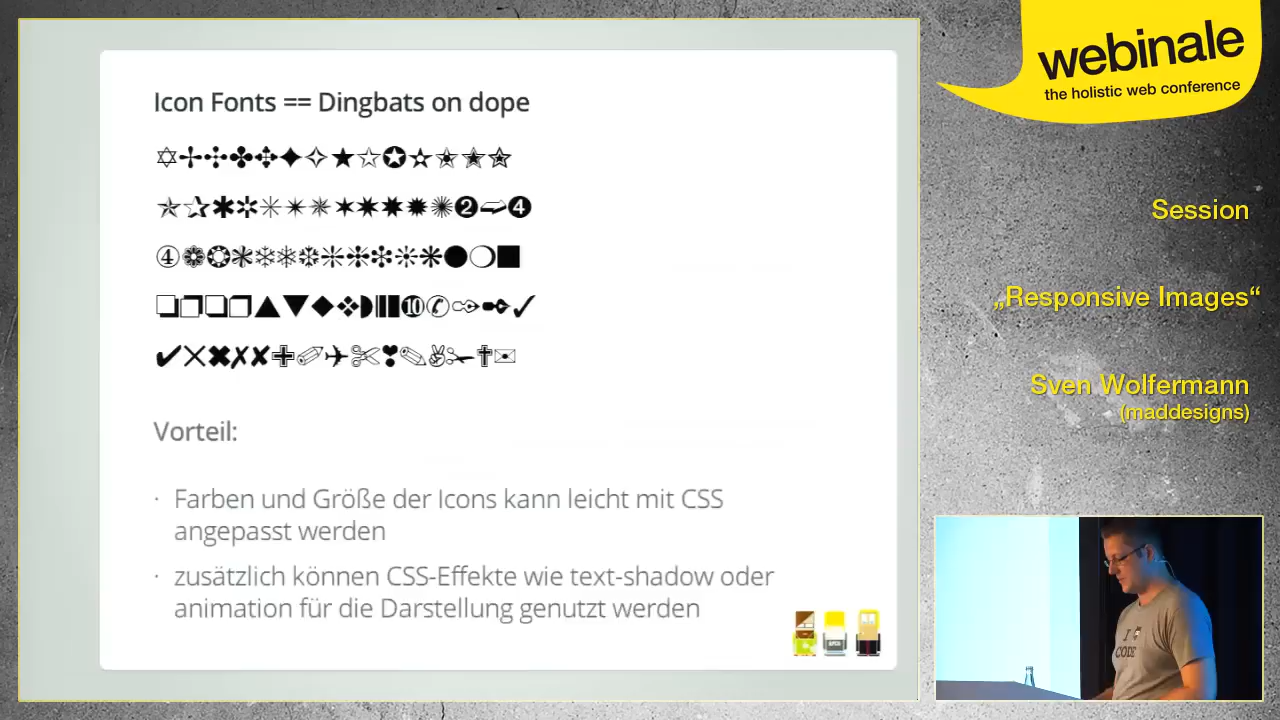 Icon Fonts == Dingbats on dope
Vorteil:
· Farben und Größe der Icons kann leicht mit CSS
angepasst werden
· zusätzlich können CSS-Effekte wie text-shadow oder
animation für die Darstellung genutzt werden
webinale
the holistic web conference
Session
„Responsive Images“
Sven Wolfermann
(maddesigns)
I
CODE